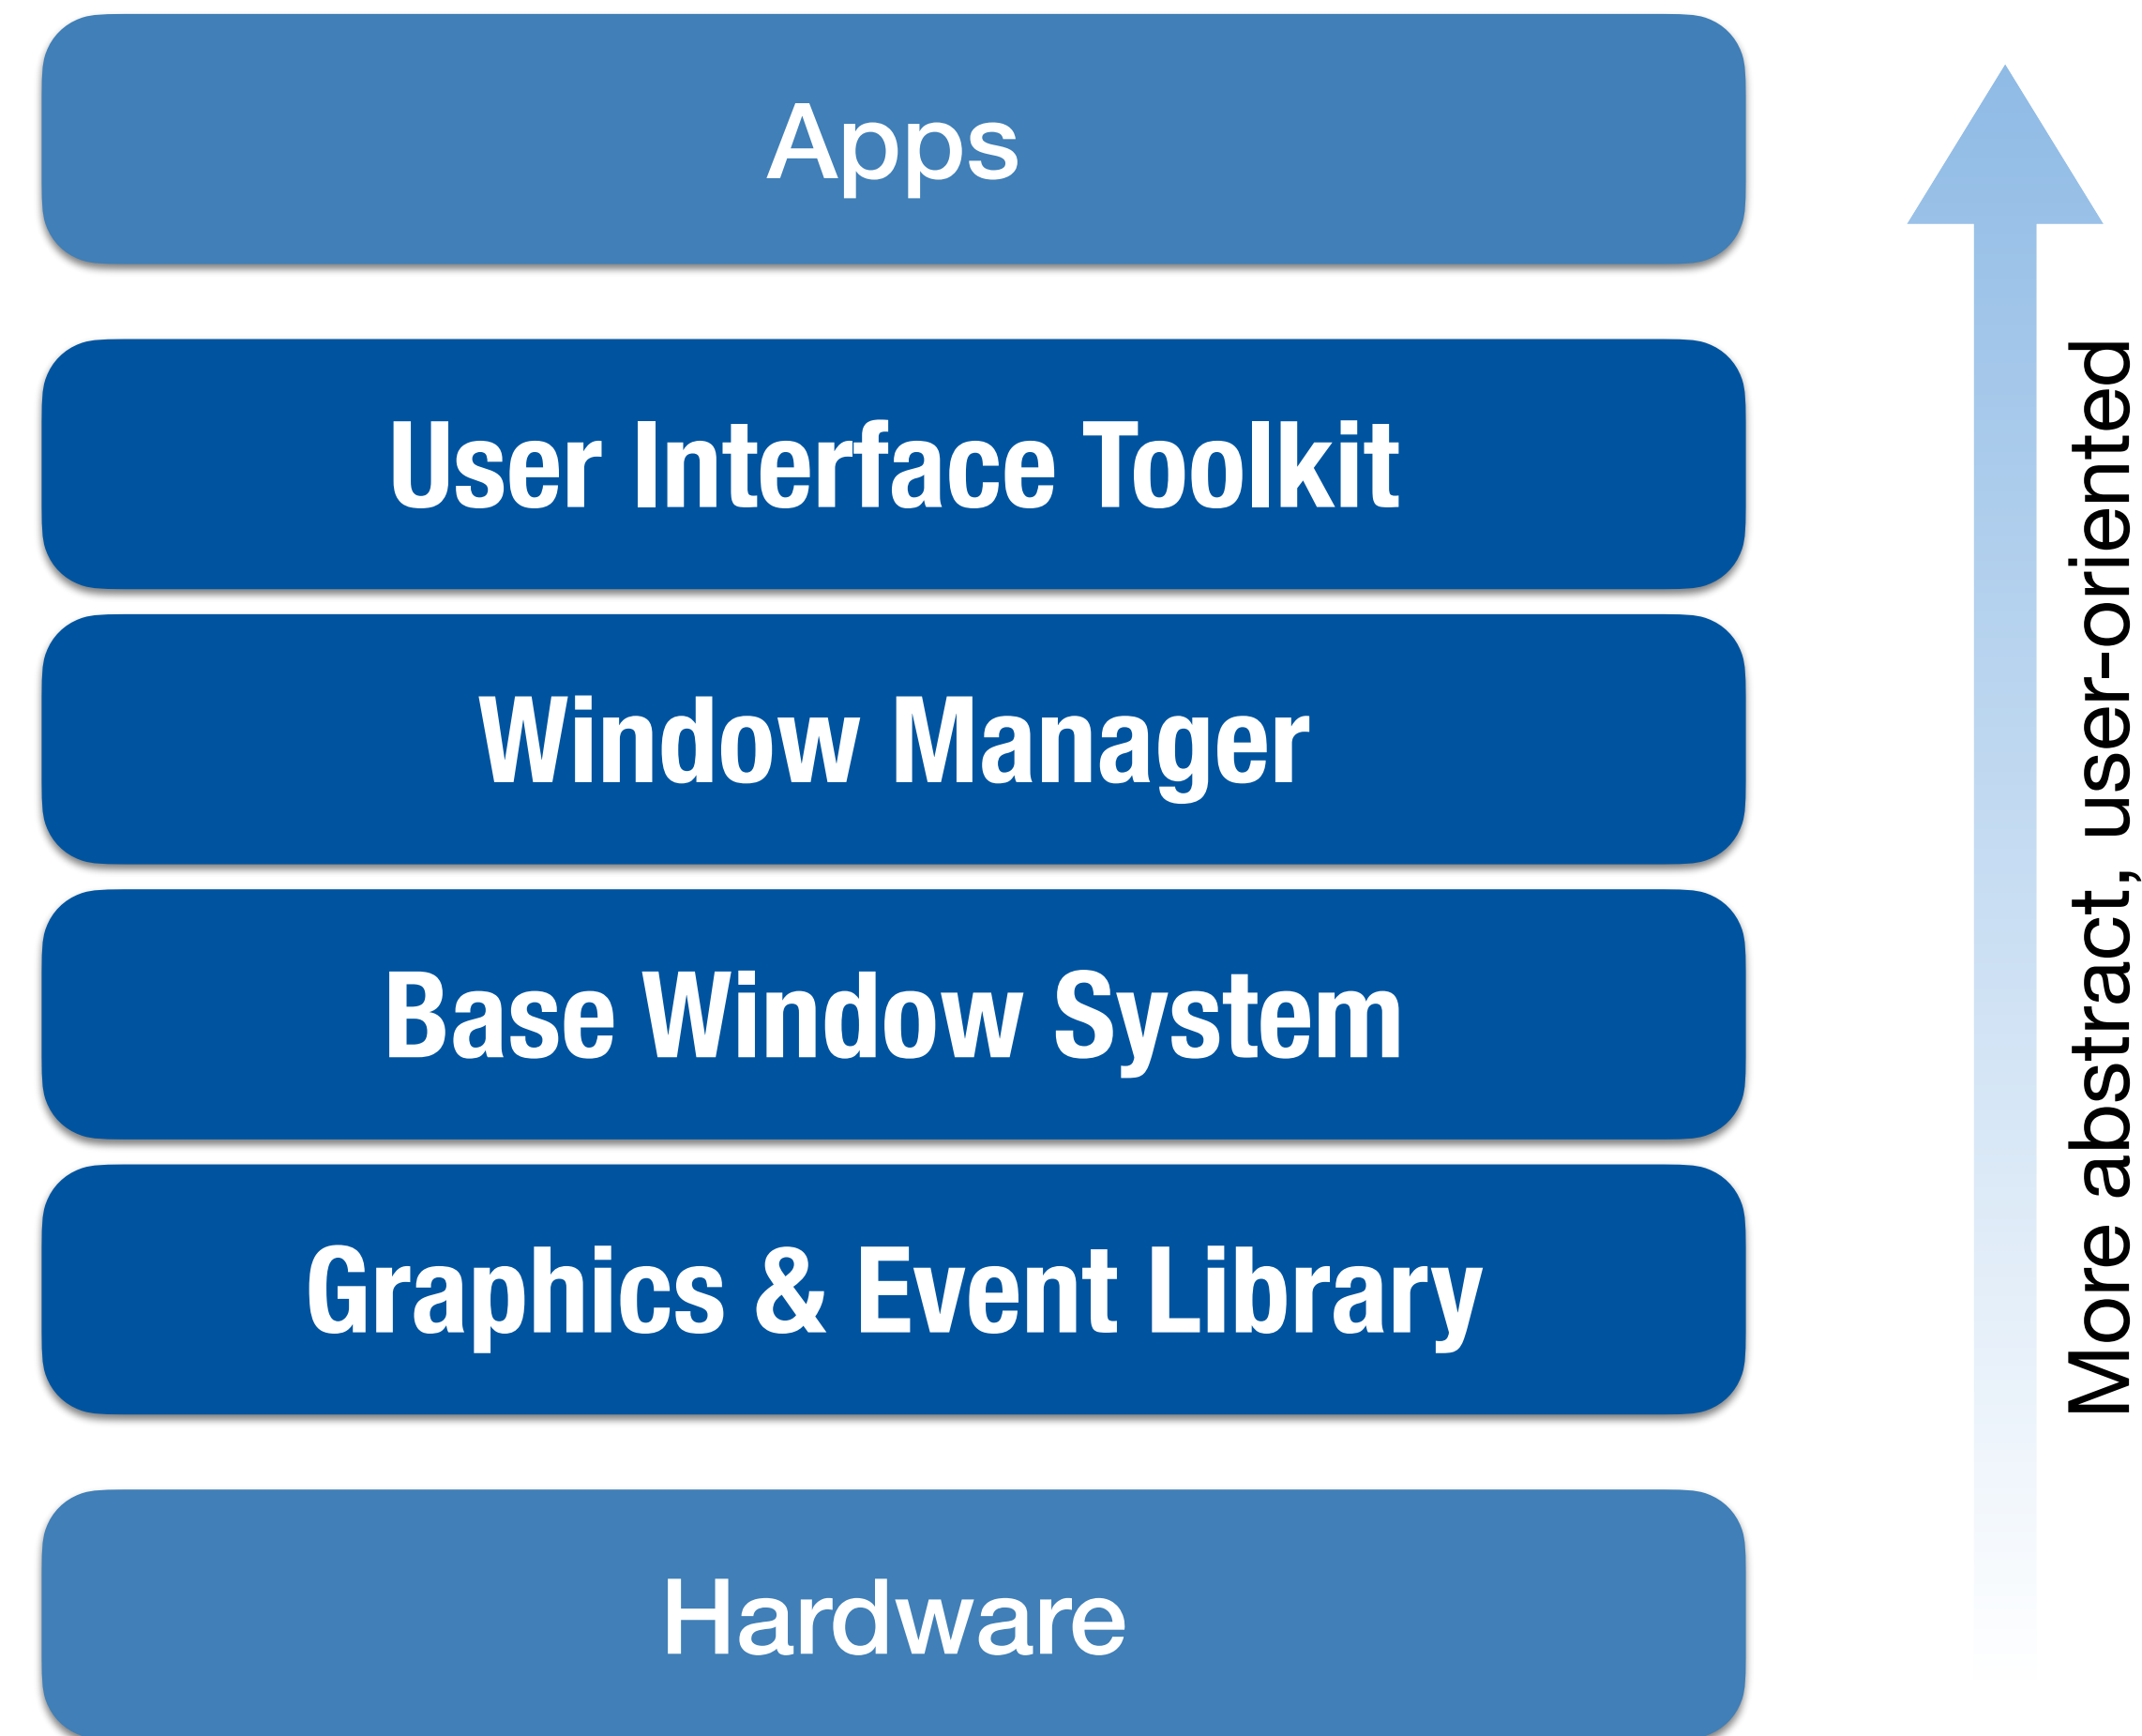 Apps
User Interface Toolkit
Window Manager
Base Window System
Graphics & Event Library
Hardware
More abstract, user-oriented